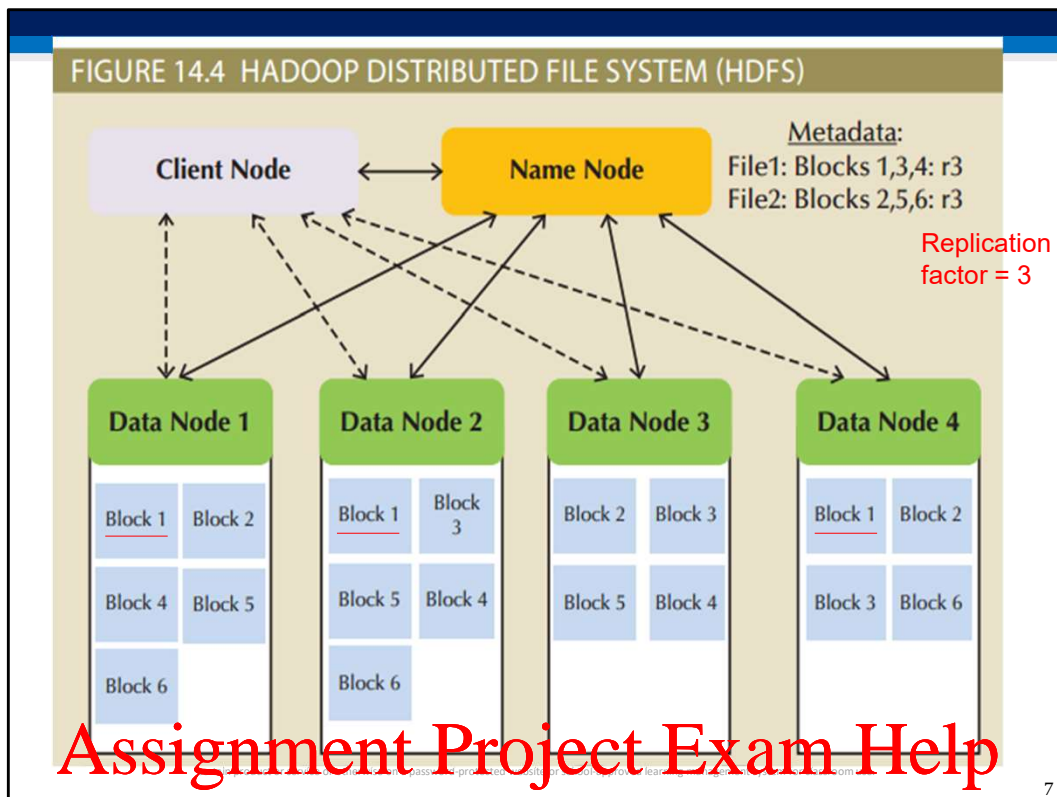 FIGURE 14.4 HADOOP DISTRIBUTED FILE SYSTEM (HDFS)
Client Node
Name Node
Metadata:
File1: Blocks 1,3,4: r3
File2: Blocks 2,5,6: r3
Replication
factor = 3
Data Node 1
Data Node 2
Data Node 3
Data Node 4
Block 1 Block 2
Block 4 Block 5
Block 6
Block 1 Block
3
Block 5 Block 4
Block 6
Block 2 Block 3
Block 5 Block 4
Block 1 Block 2
Block 3 Block 6
Assignment Project Exam Help
7